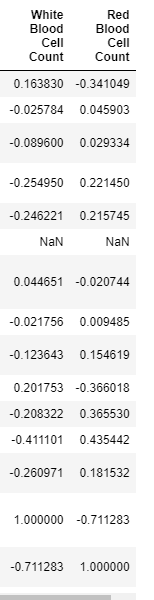 White Red
Blood Blood
Cell Cell
Count Count
0.163830 -0.341049
-0.025784 0.045903
-0.089600 0.029334
-0.254950 0.221450
-0.246221 0.215745
NaN NaN
0.044651 -0.020744
-0.021756 0.009485
-0.123643 0.154619
0.201753 -0.366018
-0.208322 0.365530
-0.411101 0.435442
-0.260971 0.181532
1.000000 -0.711283
-0.711283 1.000000